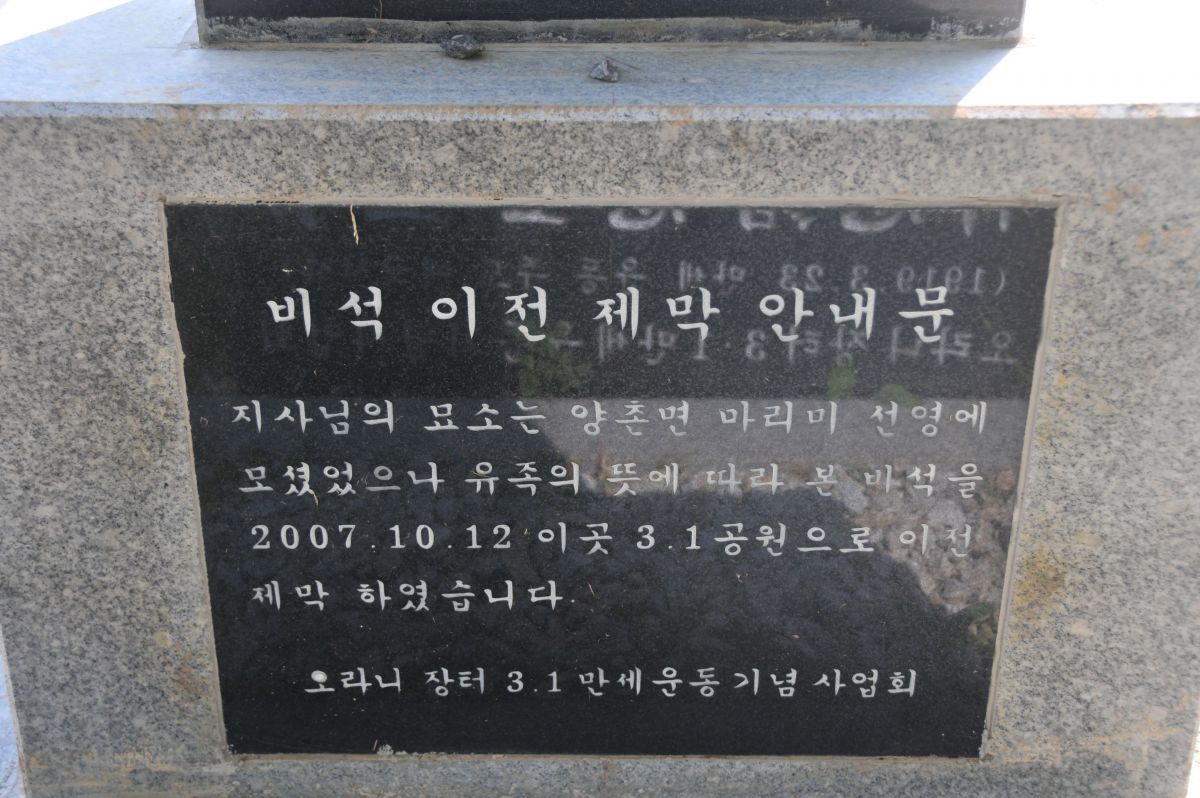 비석 이전 제막 안내문
지사님의 묘소는 양촌면 마리미 선영에
모셨었으나 유족의 뜻에 따라 본 비석을
2007.10.12 이곳 3.1공원으로 이전
제막 하였습니다.
오라니 장터 3.1만세운동기념사업회